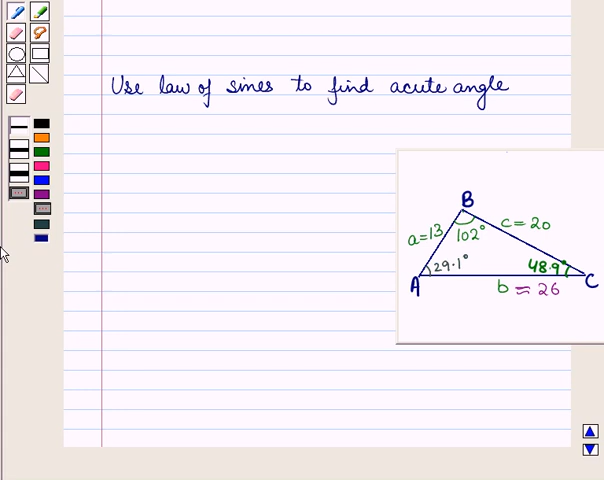 Use law of sines to find acute angle
B
a=13
c=20
102°
29.1°
48.9°
A
b ≈ 26
C